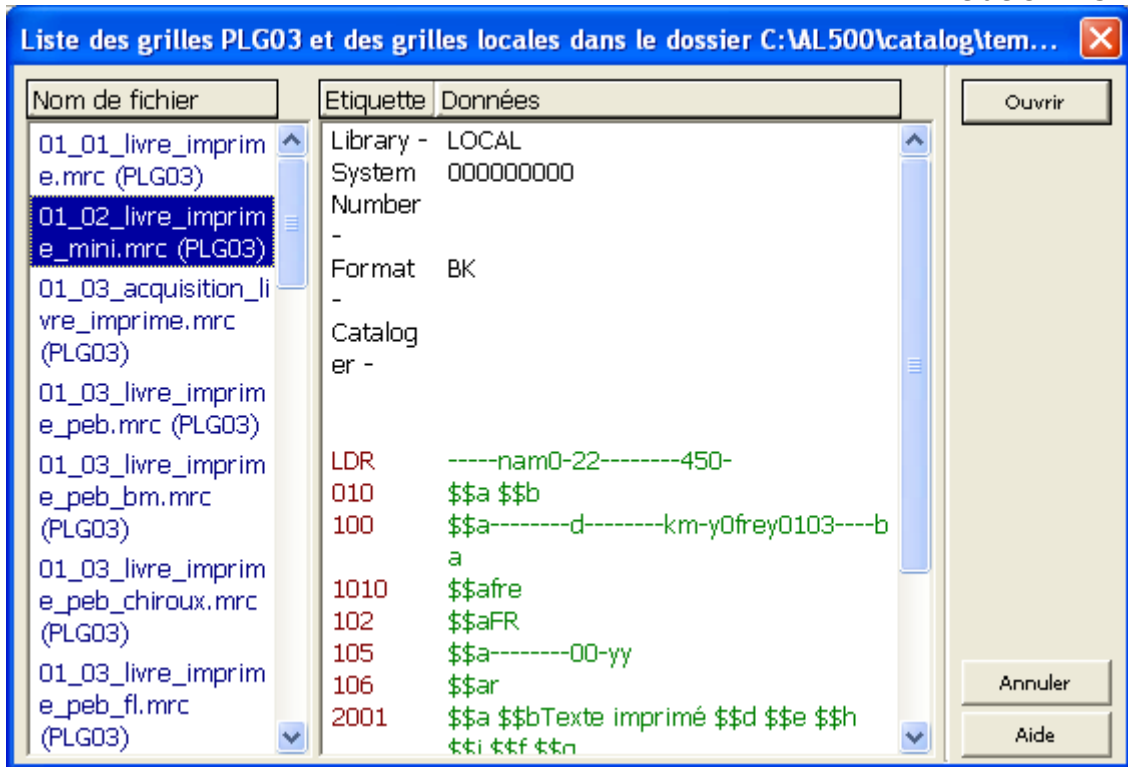 Liste des grilles PLG03 et des grilles locales dans le dossier C:\AL500\catalog\tem...
Nom de fichier
01_01_livre_imprim
e.mrc (PLG03)
01_02_livre_imprim
e_mini.mrc (PLG03)
01_03_acquisition_li
vre_imprime.mrc
(PLG03)
01_03_livre_imprim
e_peb.mrc (PLG03)
01_03_livre_imprim
e_peb_bm.mrc
(PLG03)
01_03_livre_imprim
e_peb_chiroux.mrc
(PLG03)
01_03_livre_imprim
e_peb_fl.mrc
(PLG03)
Etiquette Données
Library - LOCAL
System 000000000
Number
-
Format BK
-
Catalog
er -
LDR -----nam0-22--------450-
010 $$a $$b
100 $$a--------d--------km-y0frey0103----b
a
1010 $$afre
102 $$aFR
105 $$a--------00-yy
106 $$ar
2001 $$a $$bTexte imprimé $$d $$e $$h
$$i $$f $$g
Ouvrir
Annuler
Aide